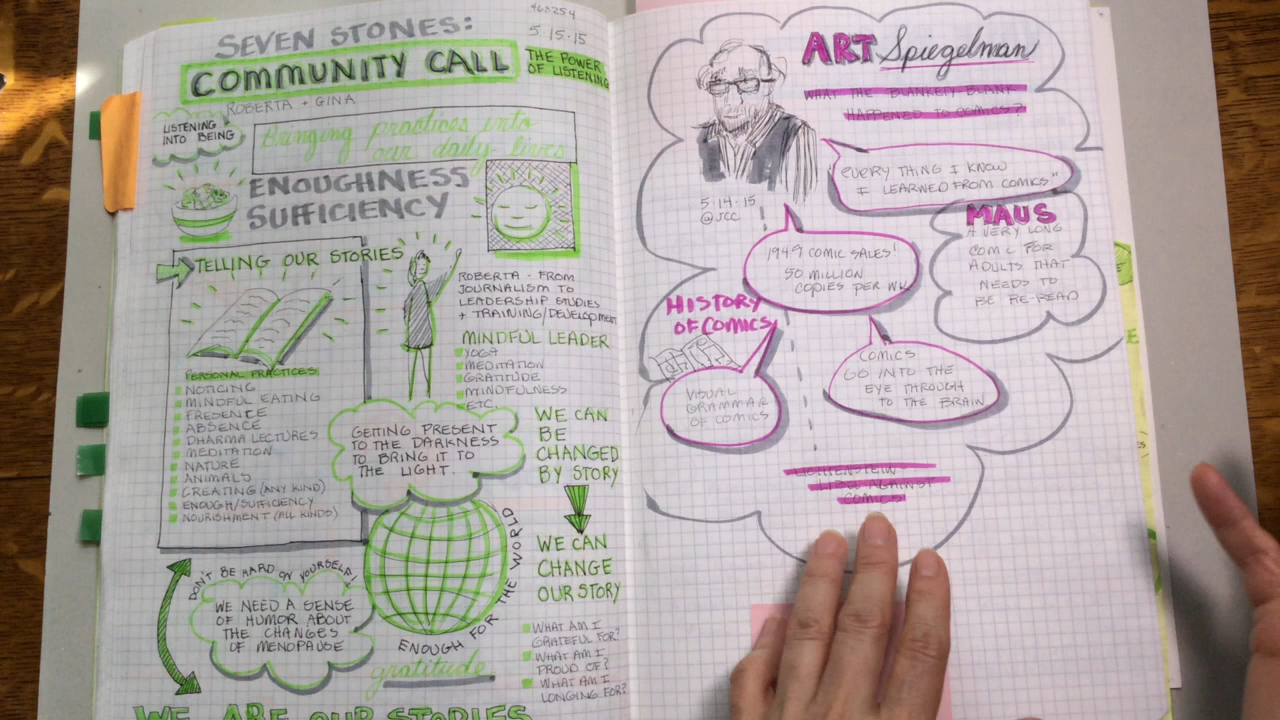 SEVEN STONES:
COMMUNITY CALL
5.15.15
THE POWER
OF LISTENING
ROBERTA + GINA
LISTENING
INTO BEING
Bringing practices into
our daily lives
ENOUGHNESS
SUFFICIENCY
TELLING OUR STORIES
PERSONAL PRACTICES:
NOTICING
MINDFUL EATING
PRESENCE
ABSENCE
DHARMA LECTURES
MEDITATION
NATURE
ANIMALS
CREATING (ANY KIND)
ENOUGH/SUFFICIENCY
NOURISHMENT (ALL KINDS)
ROBERTA - FROM
JOURNALISM TO
LEADERSHIP STUDIES
+ TRAINING/DEVELOPMENT
MINDFUL LEADER
YOGA
MEDITATION
GRATITUDE
MINDFULNESS
ETC
GETTING PRESENT
TO THE DARKNESS
TO BRING IT TO
THE LIGHT.
WE CAN
BE
CHANGED
BY STORY
WE CAN
CHANGE
OUR STORY
DON'T BE HARD ON YOURSELF!
WE NEED A SENSE
OF HUMOR ABOUT
THE CHANGES
OF MENOPAUSE
ENOUGH FOR THE WORLD
gratitude
WHAT AM I
GRATEFUL FOR?
WHAT AM I
PROUD OF?
WHAT AM I
LONGING FOR?
WE ARE OUR STORIES
ART Spiegelman
WHAT THE BLANKETY BLANK
HAPPENED TO COMICS?
"EVERY THING I KNOW
I LEARNED FROM COMICS"
5.14.15
@JCC
1949 COMIC SALES!
50 MILLION
COPIES PER WK
MAUS
A VERY LONG
COMIC FOR
ADULTS THAT
NEEDS TO
BE RE-READ
HISTORY
OF COMICS
VISUAL
GRAMMAR
OF COMICS
COMICS
GO INTO THE
EYE THROUGH
TO THE BRAIN
LICHTENSTEIN
AGAINST
COMICS